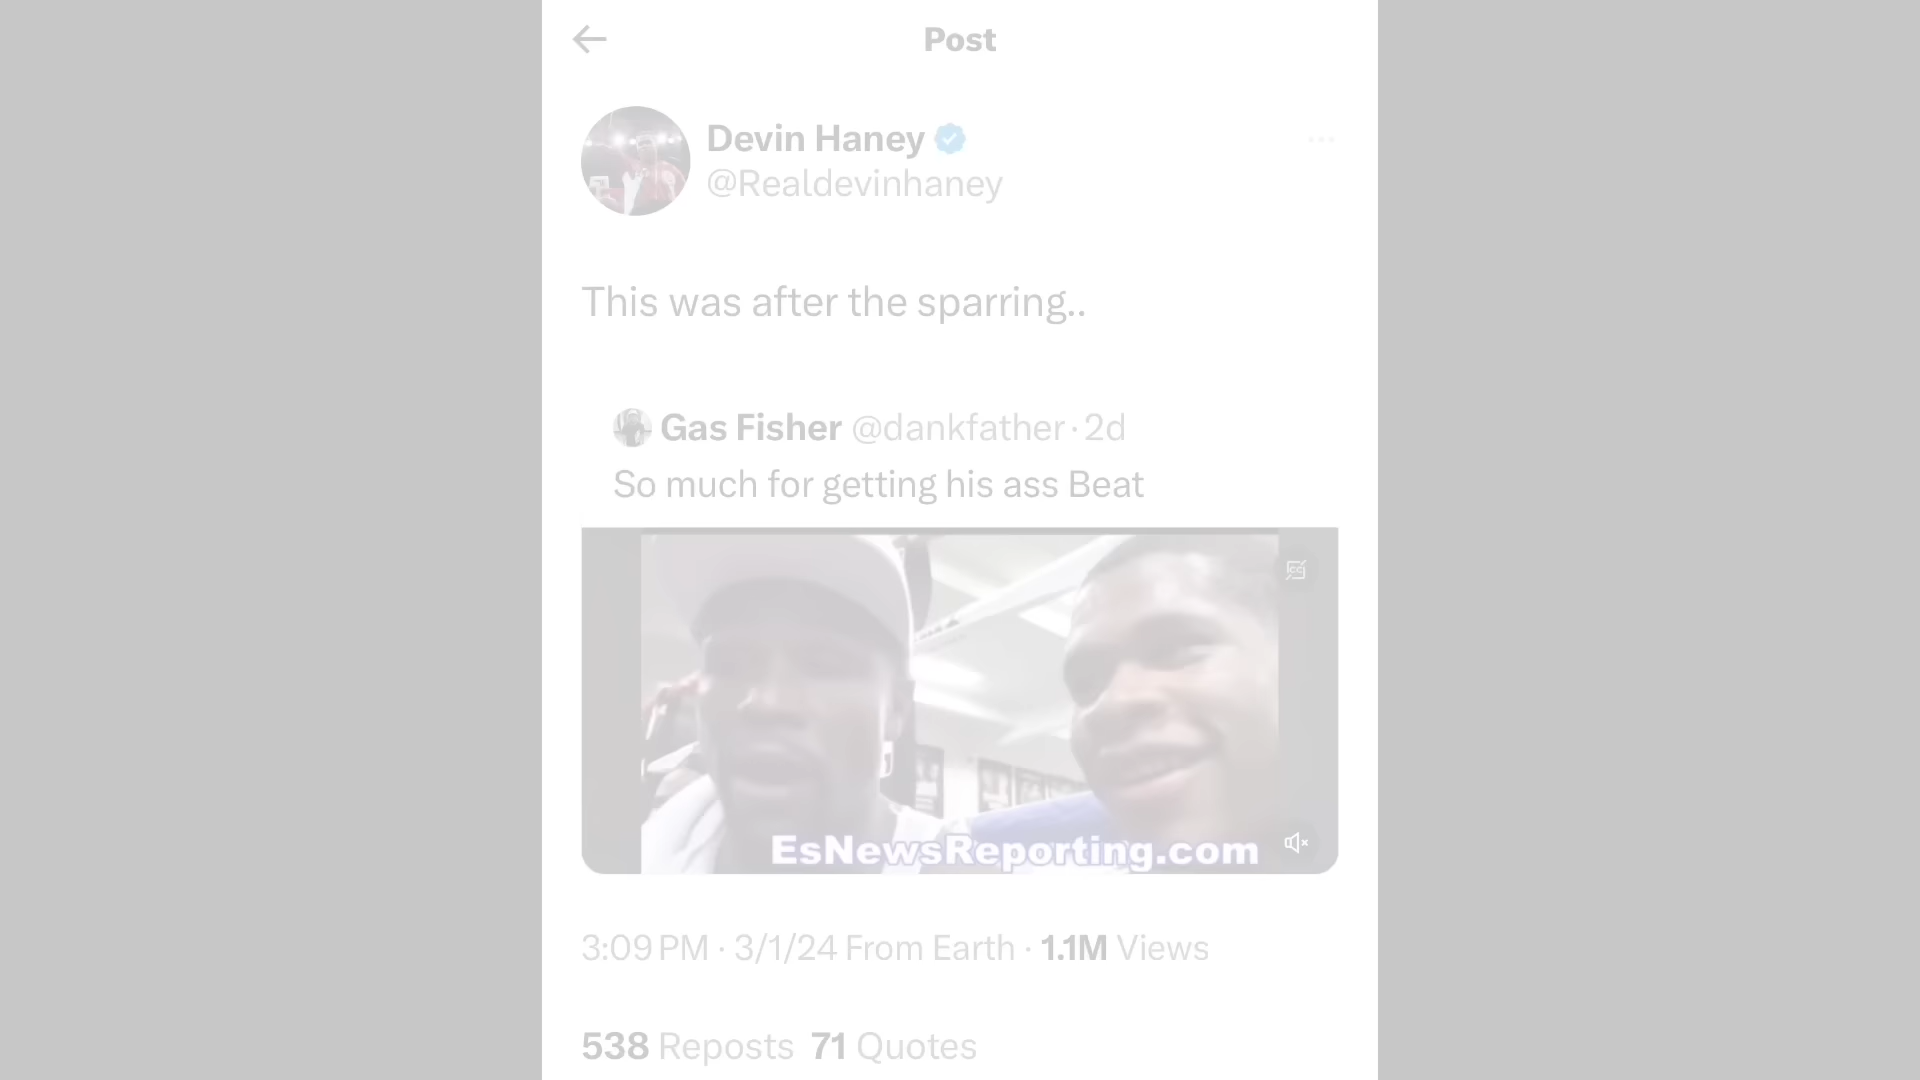 Post
Devin Haney
@Realdevinhaney
This was after the sparring..
Gas Fisher @dankfather · 2d
So much for getting his ass Beat
EsNewsReporting.com
3:09 PM · 3/1/24 From Earth · 1.1M Views
538 Reposts 71 Quotes